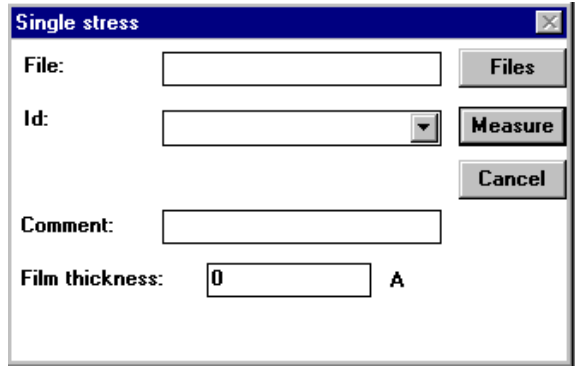 Single stress
File:
Files
Id:
Measure
Cancel
Comment:
Film thickness: 0 A